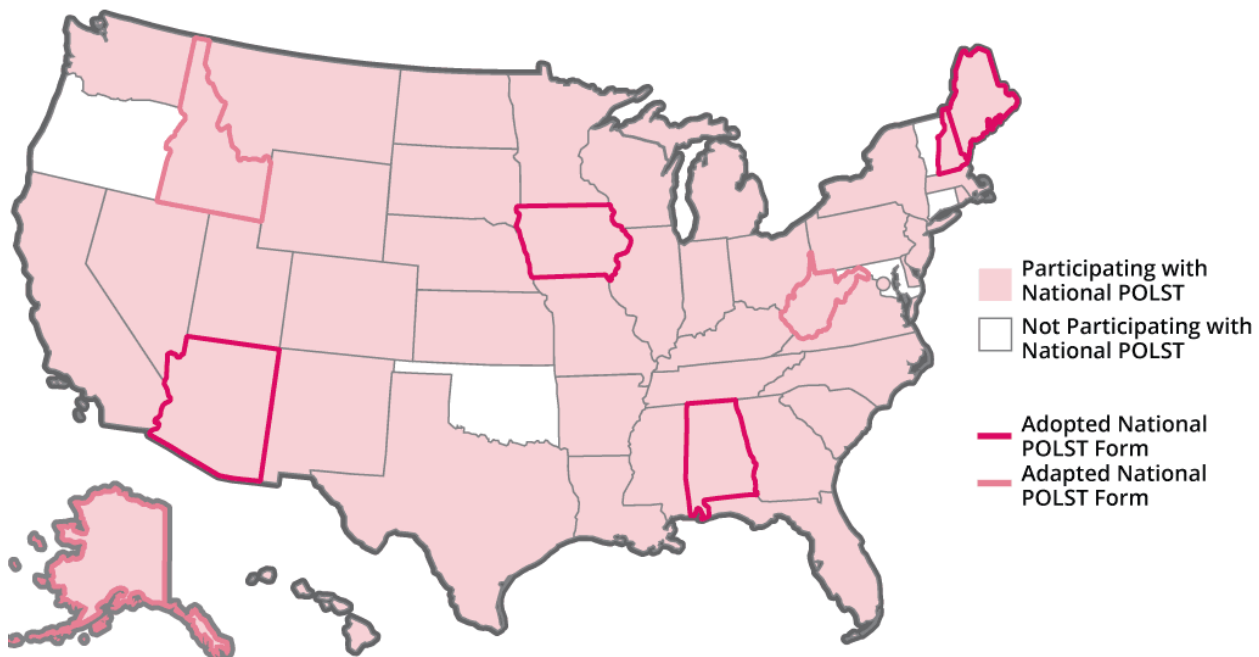 Participating with
National POLST
Not Participating with
National POLST
Adopted National
POLST Form
Adapted National
POLST Form